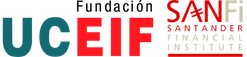 Fundación
UCEIF
SANFi
SANTANDER
FINANCIAL
INSTITUTE